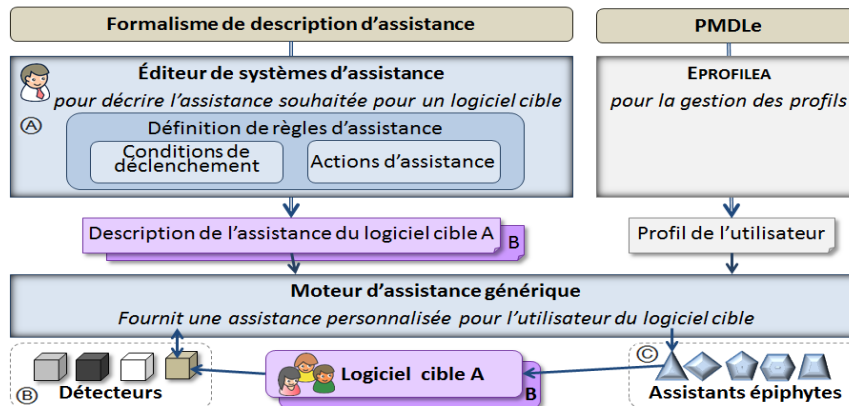 Formalisme de description d'assistance
PMDLe
Éditeur de systèmes d'assistance
pour décrire l'assistance souhaitée pour un logiciel cible
A
Définition de règles d'assistance
Conditions de
déclenchement
Actions d'assistance
EPROFILEA
pour la gestion des profils
Description de l'assistance du logiciel cible A
B
Profil de l'utilisateur
Moteur d'assistance générique
Fournit une assistance personnalisée pour l'utilisateur du logiciel cible
B
Détecteurs
Logiciel cible A
B
C
Assistants épiphytes